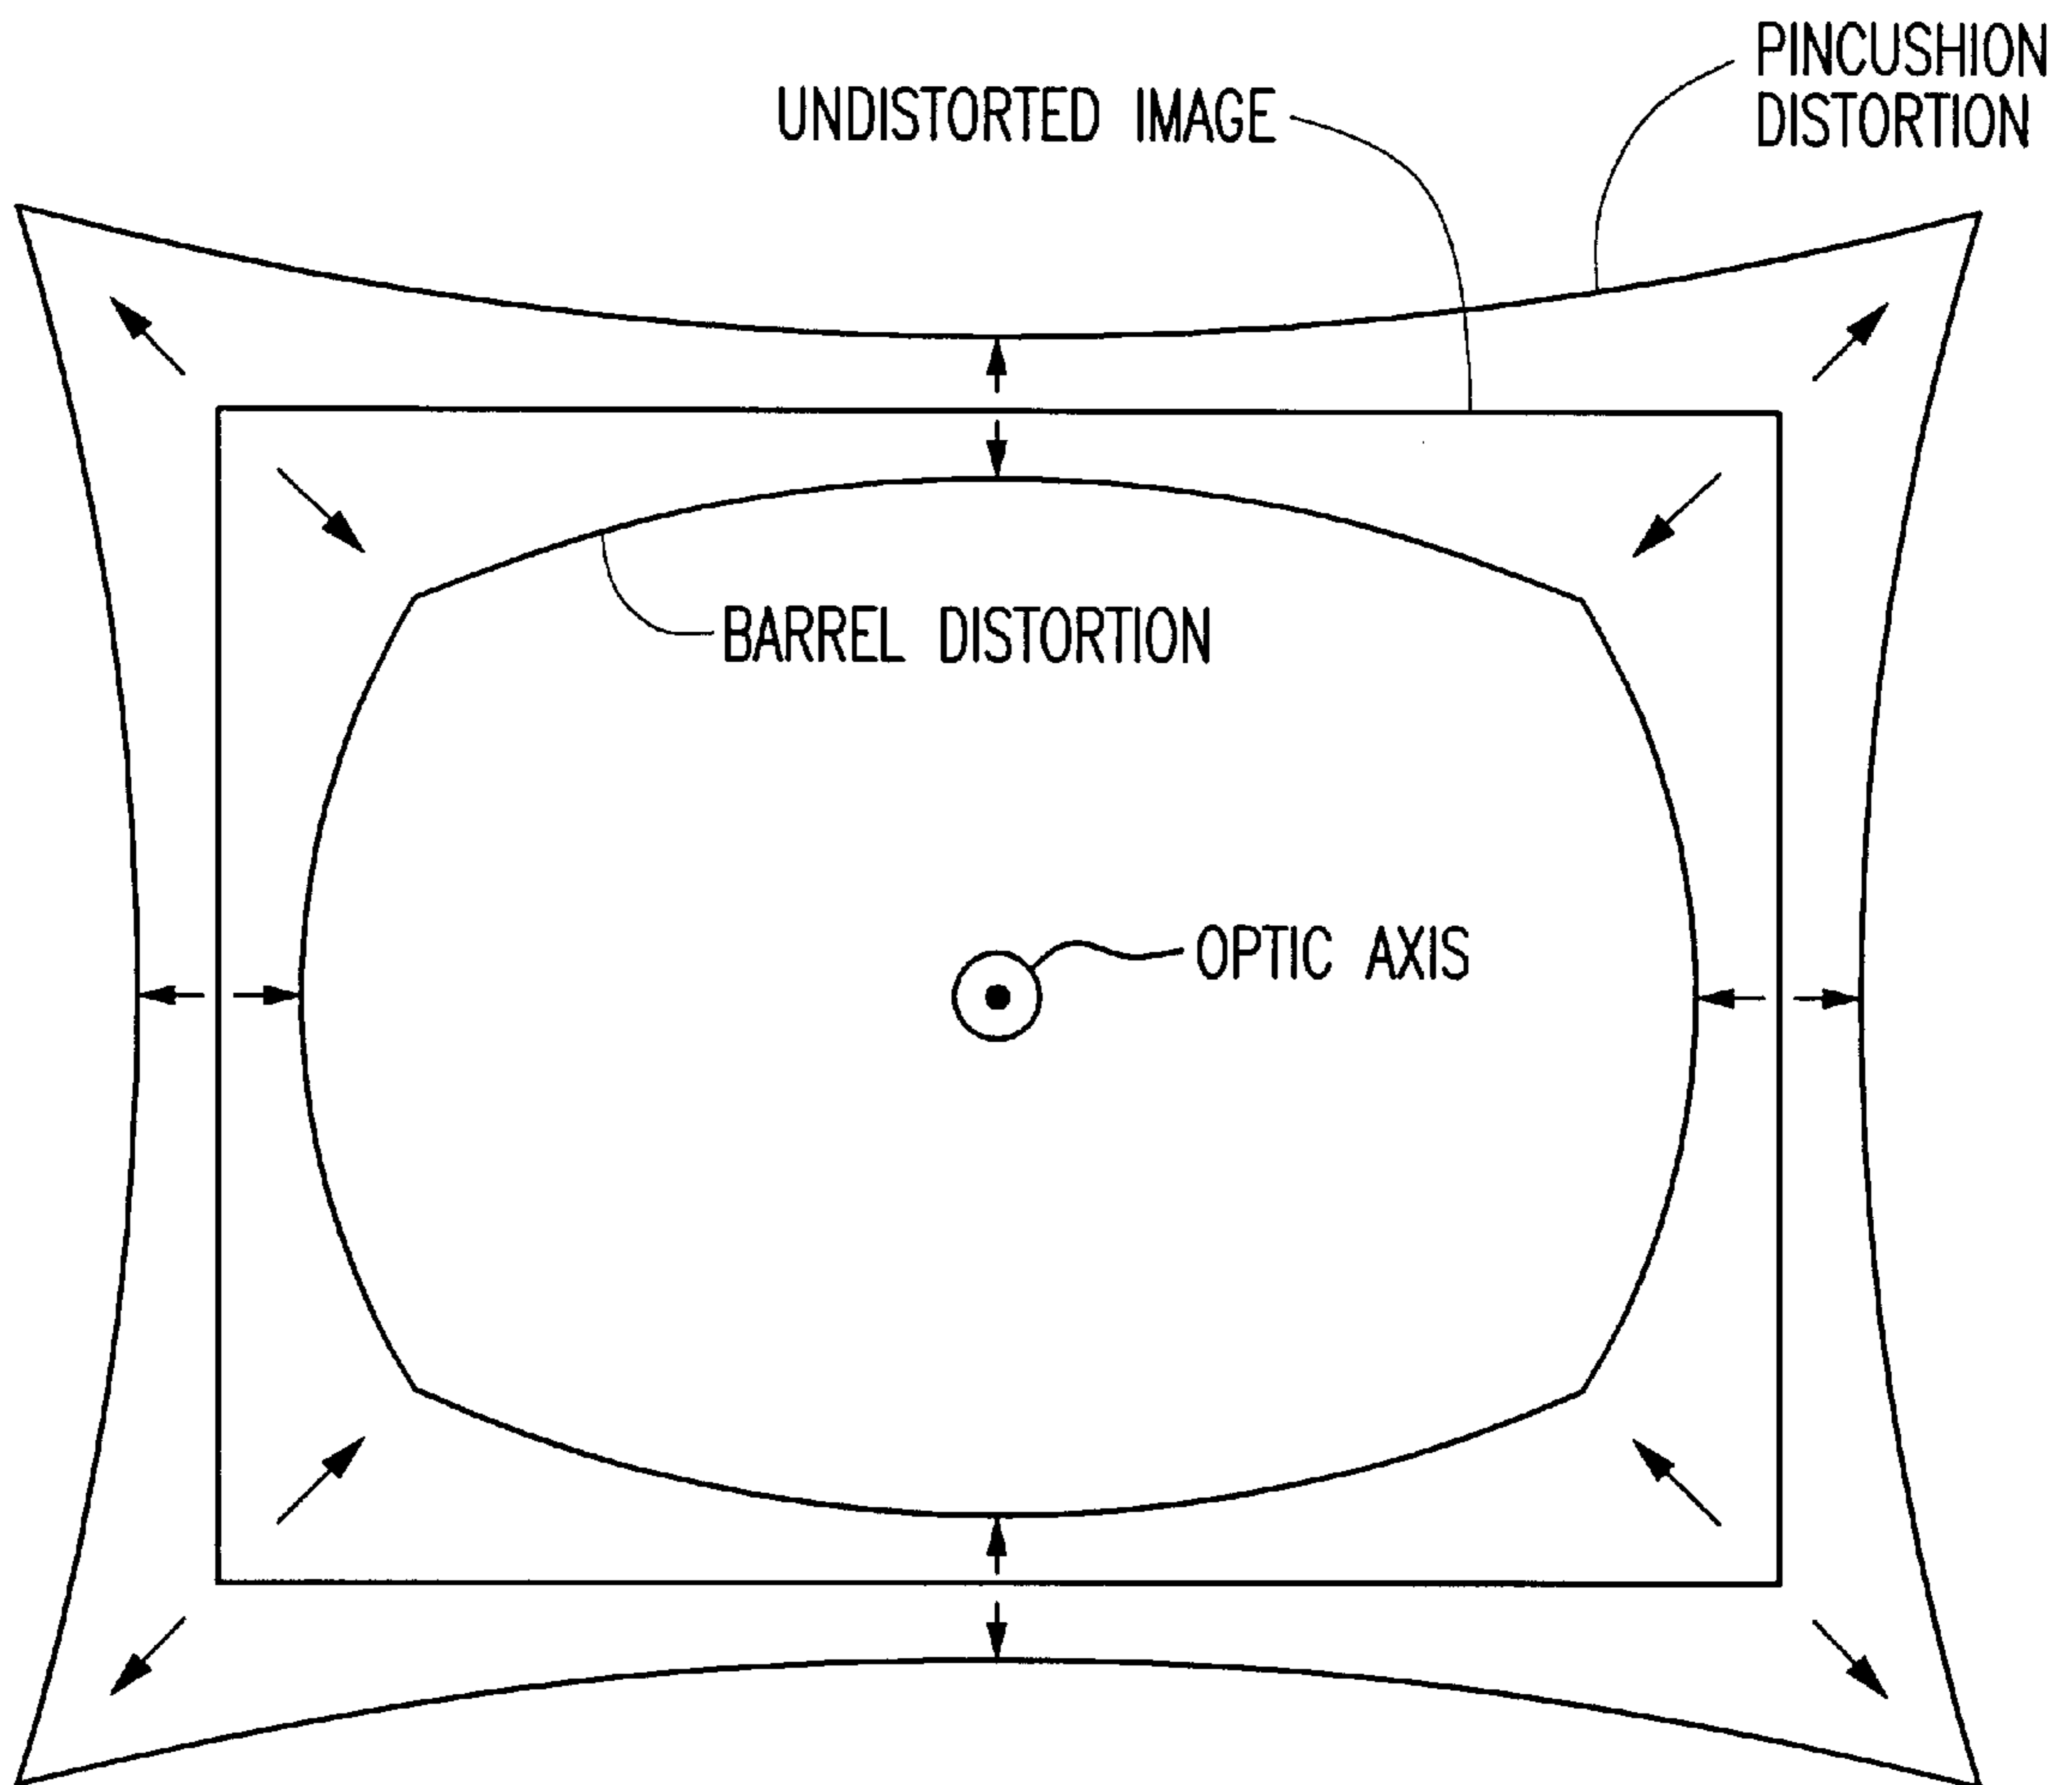 PINCUSHION
DISTORTION
UNDISTORTED IMAGE
BARREL DISTORTION
OPTIC AXIS